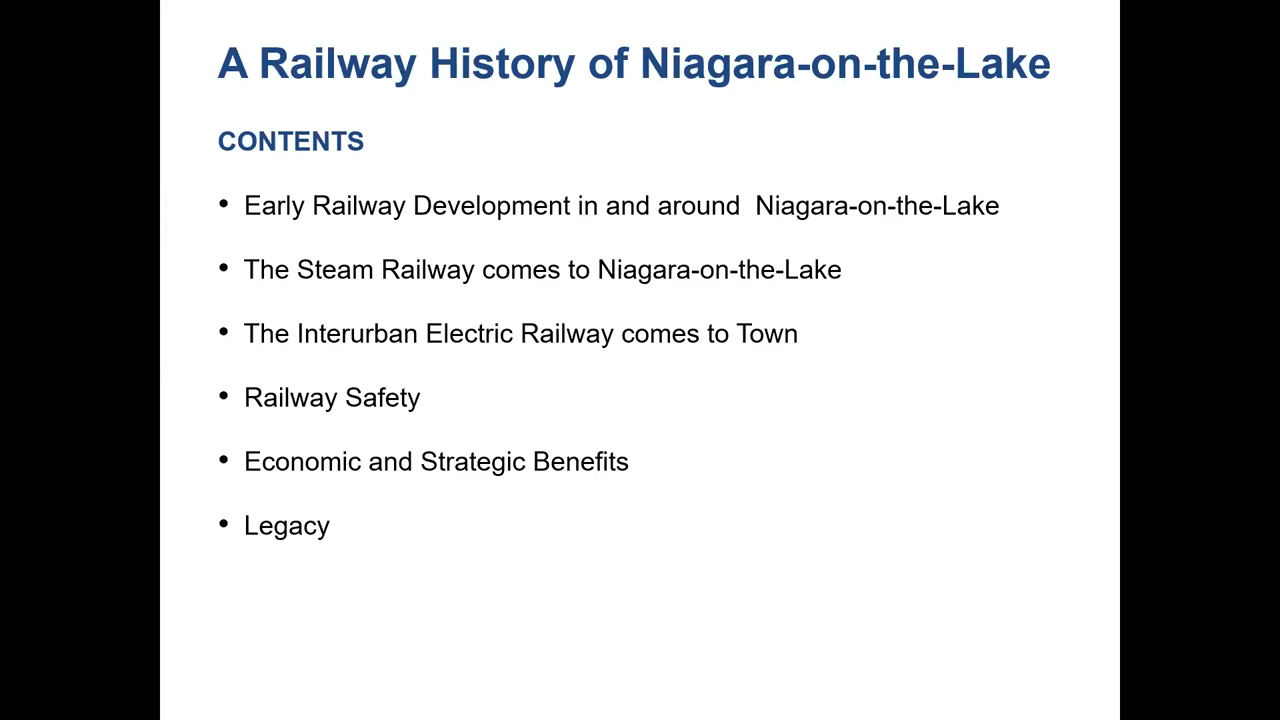 A Railway History of Niagara-on-the-Lake
CONTENTS
• Early Railway Development in and around  Niagara-on-the-Lake
• The Steam Railway comes to Niagara-on-the-Lake
• The Interurban Electric Railway comes to Town
• Railway Safety
• Economic and Strategic Benefits
• Legacy